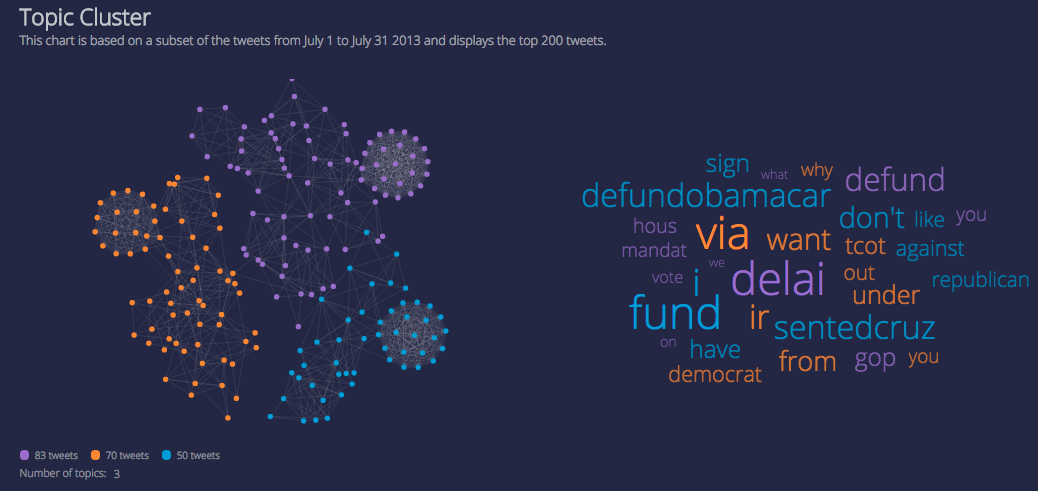 Topic Cluster
This chart is based on a subset of the tweets from July 1 to July 31 2013 and displays the top 200 tweets.
sign what why defund
defundobamacar
don't like you
hous via want tcot against
mandat
vote i we delai out republican
under
fund ir sentedcruz
on have from gop you
democrat
83 tweets 70 tweets 50 tweets
Number of topics: 3